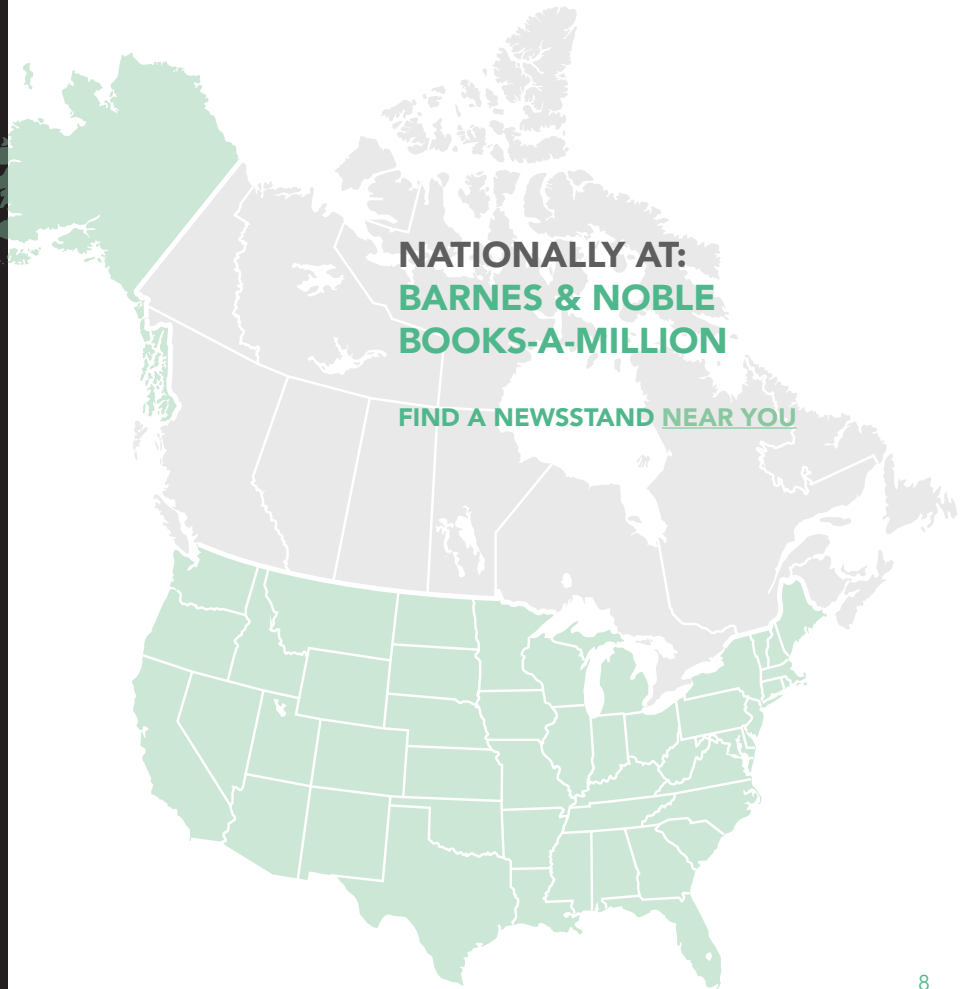 NATIONALLY AT:
BARNES & NOBLE
BOOKS-A-MILLION
FIND A NEWSSTAND NEAR YOU
8